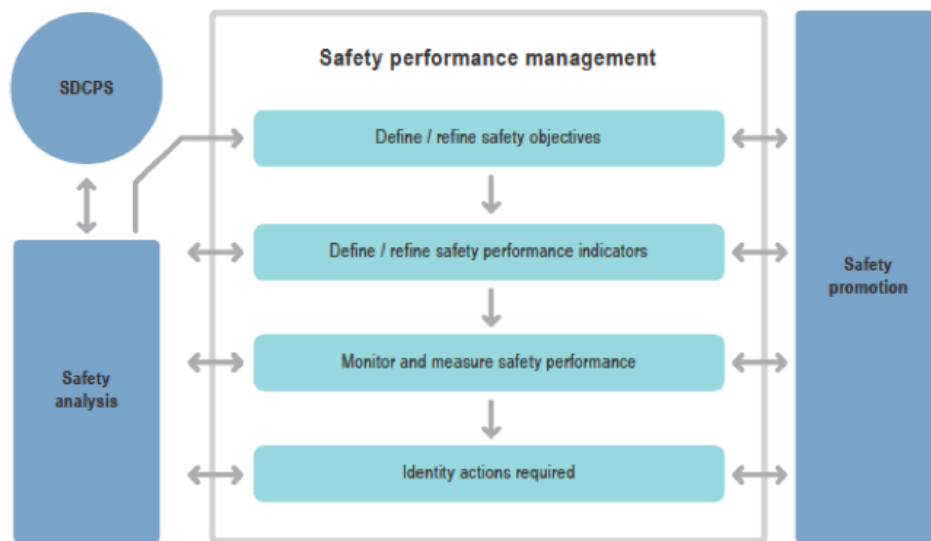 Safety performance management
SDCPS
Define / refine safety objectives
Define / refine safety performance indicators
Safety
promotion
Monitor and measure safety performance
Safety
analysis
Identity actions required